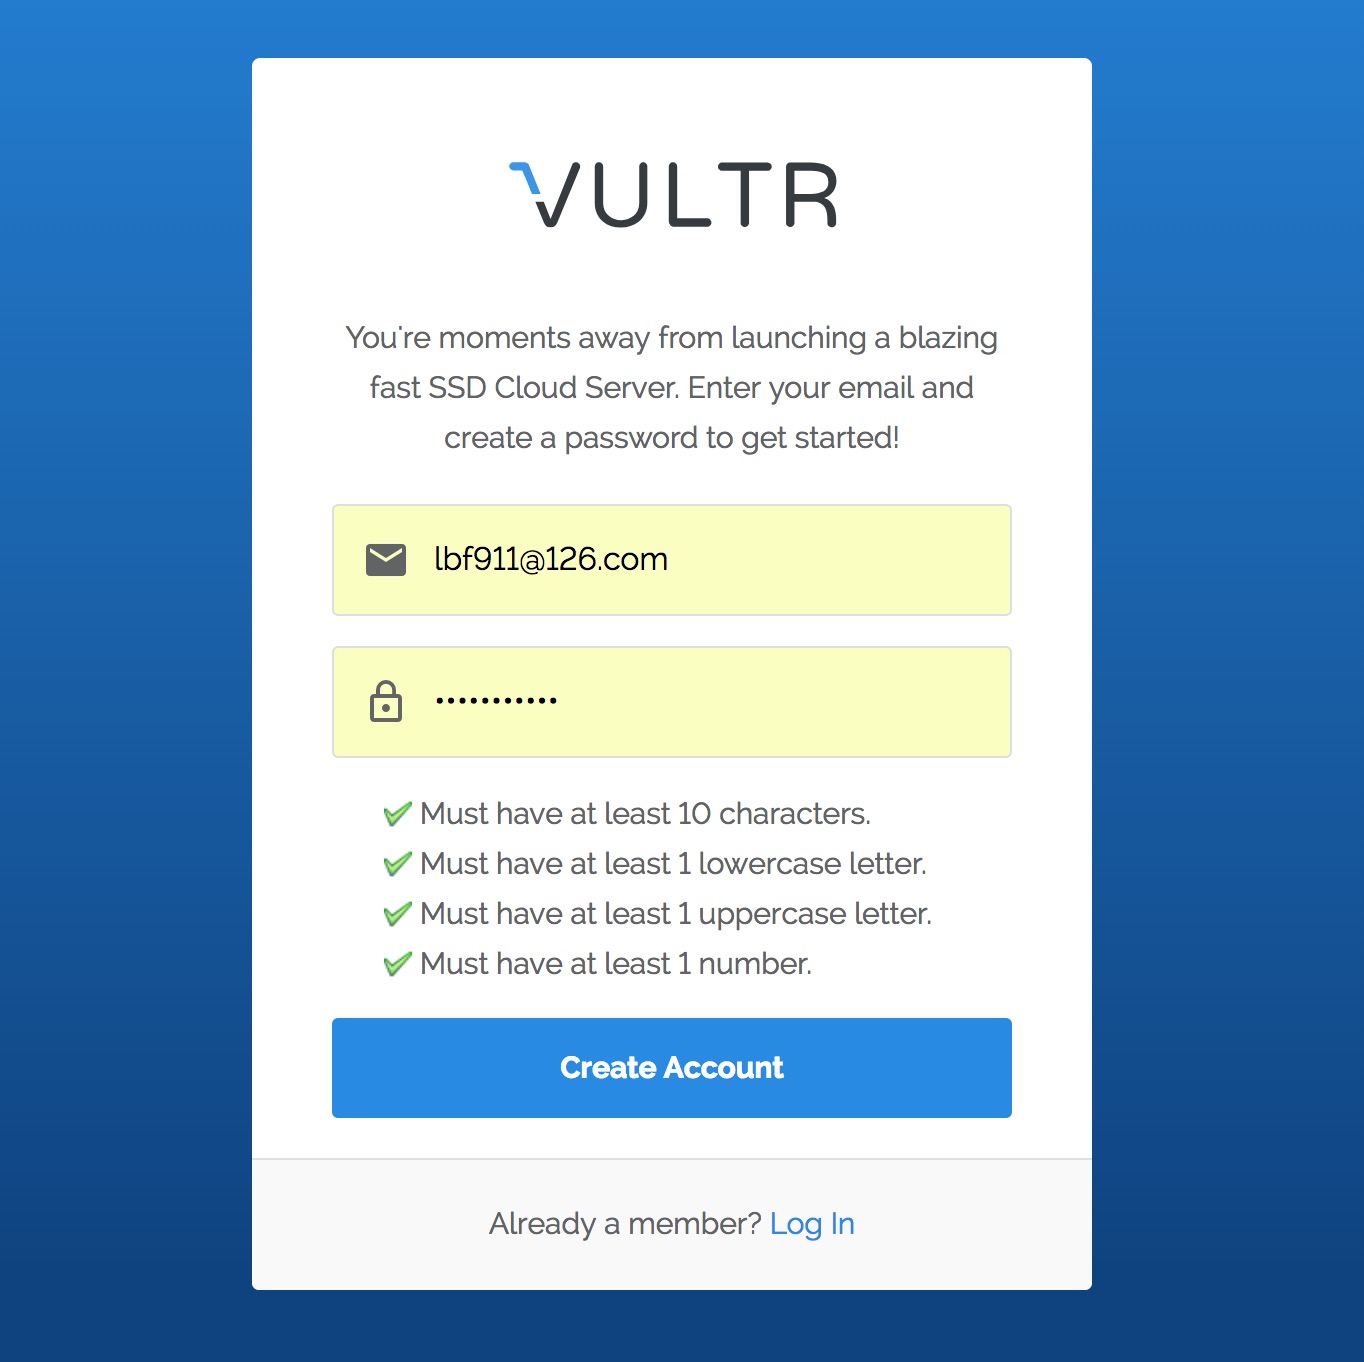 VULTR
You're moments away from launching a blazing
fast SSD Cloud Server. Enter your email and
create a password to get started!
lbf911@126.com
•••••••••••
Must have at least 10 characters.
Must have at least 1 lowercase letter.
Must have at least 1 uppercase letter.
Must have at least 1 number.
Create Account
Already a member? Log In